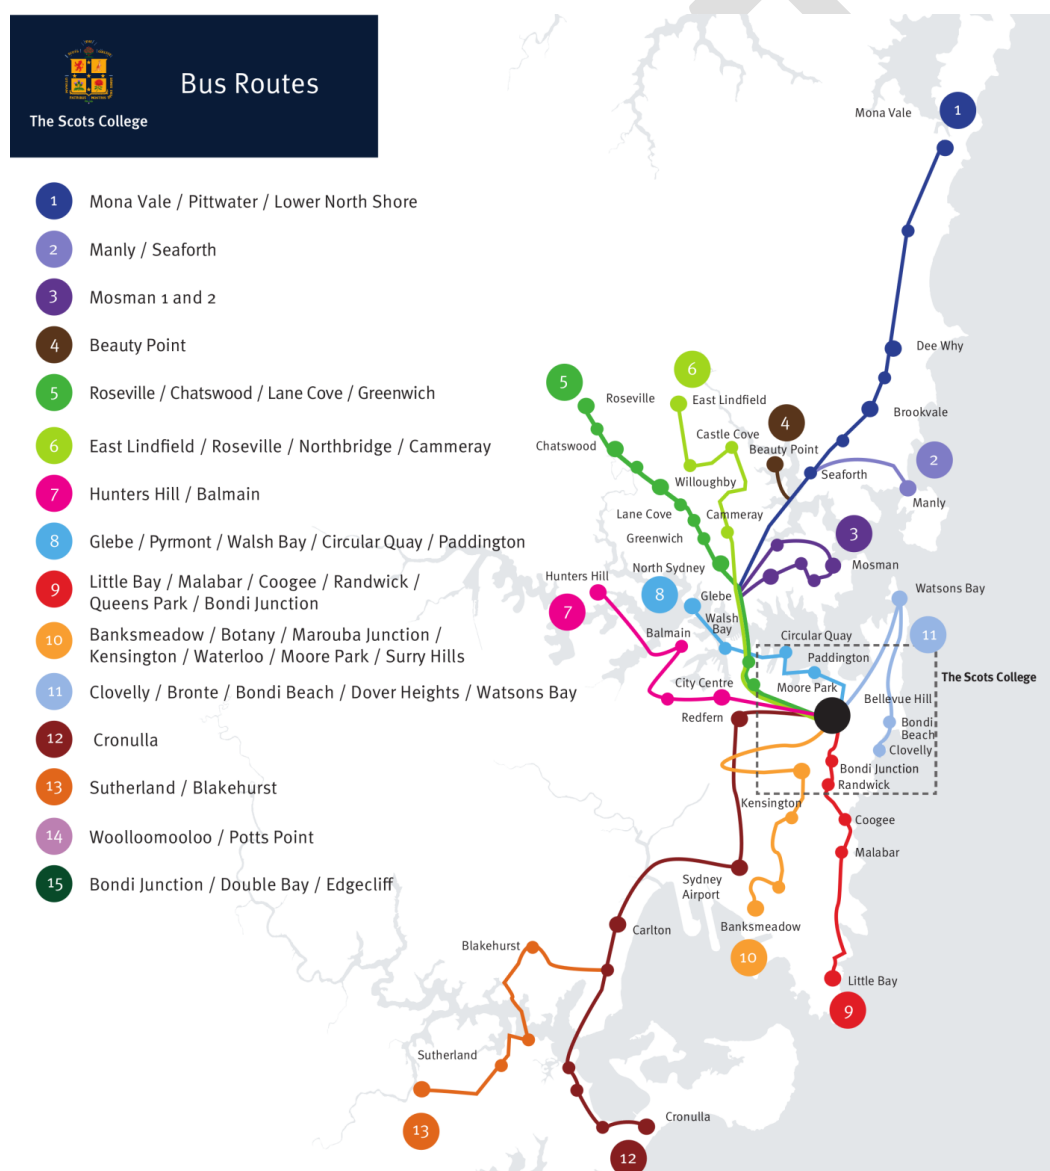 Bus Routes
The Scots College
1 Mona Vale / Pittwater / Lower North Shore
2 Manly / Seaforth
3 Mosman 1 and 2
4 Beauty Point
5 Roseville / Chatswood / Lane Cove / Greenwich
6 East Lindfield / Roseville / Northbridge / Cammeray
7 Hunters Hill / Balmain
8 Glebe / Pyrmont / Walsh Bay / Circular Quay / Paddington
9 Little Bay / Malabar / Coogee / Randwick /
Queens Park / Bondi Junction
10 Banksmeadow / Botany / Marouba Junction /
Kensington / Waterloo / Moore Park / Surry Hills
11 Clovelly / Bronte / Bondi Beach / Dover Heights / Watsons Bay
12 Cronulla
13 Sutherland / Blakehurst
14 Woolloomooloo / Potts Point
15 Bondi Junction / Double Bay / Edgecliff
Mona Vale
1
Dee Why
Brookvale
5
Roseville
6
East Lindfield
4
Castle Cove
Beauty Point
Chatswood
Willoughby
Seaforth
2
Manly
Lane Cove
Cammeray
Greenwich
3
Mosman
North Sydney
Hunters Hill
7
8
Glebe
Walsh
Bay
Watsons Bay
11
Balmain
Circular Quay
Paddington
The Scots College
City Centre
Moore Park
Bellevue Hill
Redfern
Bondi
Beach
Clovelly
Bondi Junction
Randwick
Kensington
Coogee
Malabar
Sydney
Airport
Banksmeadow
10
Carlton
Blakehurst
Little Bay
9
Sutherland
13
Cronulla
12